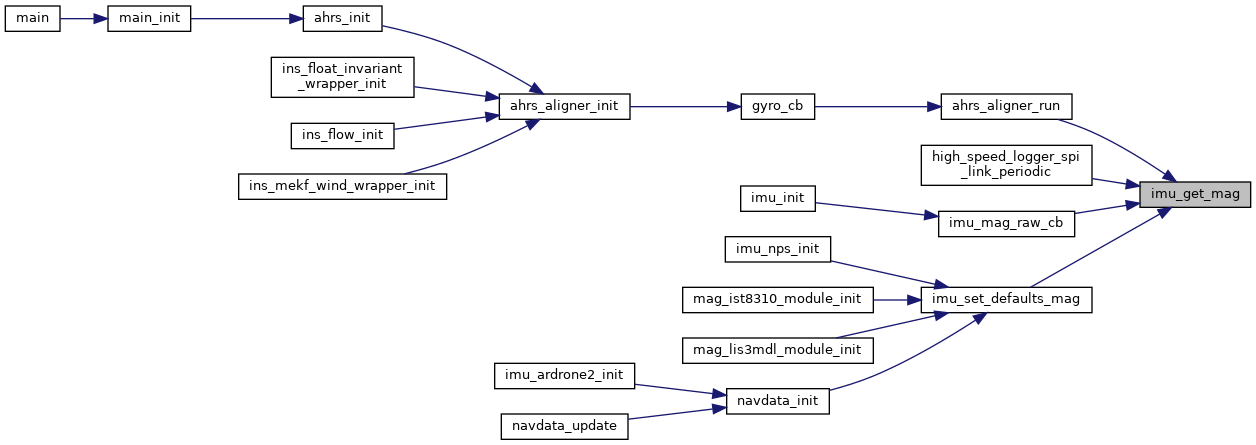 main
main_init
ahrs_init
ins_float_invariant
_wrapper_init
ahrs_aligner_init
gyro_cb
ahrs_aligner_run
ins_flow_init
high_speed_logger_spi
_link_periodic
ins_mekf_wind_wrapper_init
imu_get_mag
imu_init
imu_mag_raw_cb
imu_nps_init
mag_ist8310_module_init
imu_set_defaults_mag
mag_lis3mdl_module_init
imu_ardrone2_init
navdata_init
navdata_update